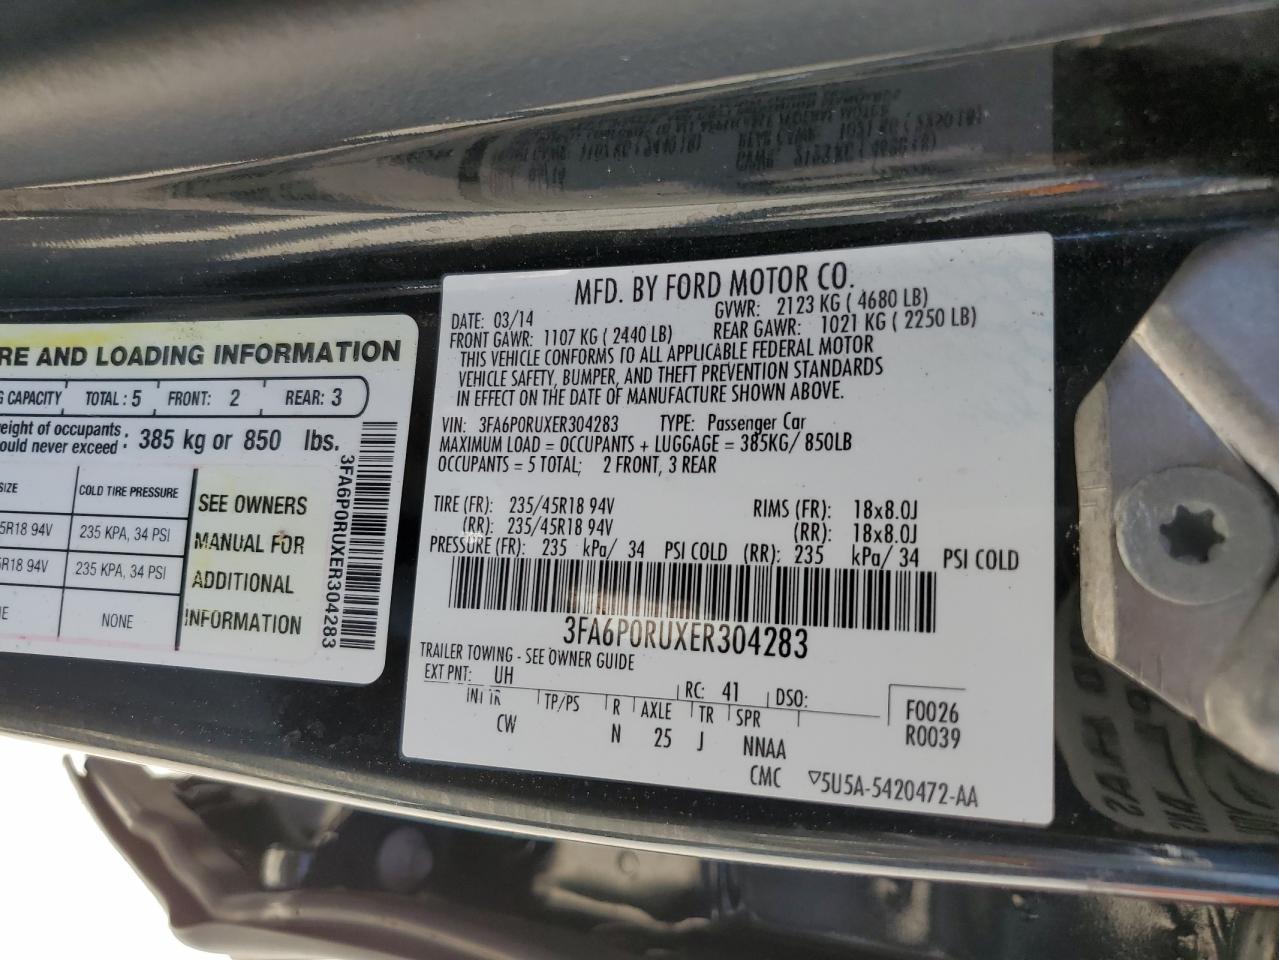 RE AND LOADING INFORMATION
G CAPACITY TOTAL : 5 FRONT: 2 REAR: 3
eight of occupants
ould never exceed : 385 kg or 850 lbs.
SIZE COLD TIRE PRESSURE
5R18 94V 235 KPA, 34 PSI
5R18 94V 235 KPA, 34 PSI
NE NONE
SEE OWNERS
MANUAL FOR
ADDITIONAL
INFORMATION
3FA6P0RUXER304283
MFD. BY FORD MOTOR CO.
DATE: 03/14 GVWR: 2123 KG ( 4680 LB)
FRONT GAWR: 1107 KG ( 2440 LB) REAR GAWR: 1021 KG ( 2250 LB)
THIS VEHICLE CONFORMS TO ALL APPLICABLE FEDERAL MOTOR
VEHICLE SAFETY, BUMPER, AND THEFT PREVENTION STANDARDS
IN EFFECT ON THE DATE OF MANUFACTURE SHOWN ABOVE.
VIN: 3FA6P0RUXER304283 TYPE: Passenger Car
MAXIMUM LOAD = OCCUPANTS + LUGGAGE = 385KG/ 850LB
OCCUPANTS = 5 TOTAL; 2 FRONT, 3 REAR
TIRE (FR): 235/45R18 94V RIMS (FR): 18x8.0J
(RR): 235/45R18 94V (RR): 18x8.0J
PRESSURE (FR): 235 kPa/ 34 PSI COLD (RR): 235 kPa/ 34 PSI COLD
3FA6P0RUXER304283
TRAILER TOWING - SEE OWNER GUIDE
EXT PNT: UH RC: 41 DSO:
INT TR TP/PS R AXLE TR SPR F0026
CW N 25 J NNAA R0039
CMC ▽5U5A-5420472-AA